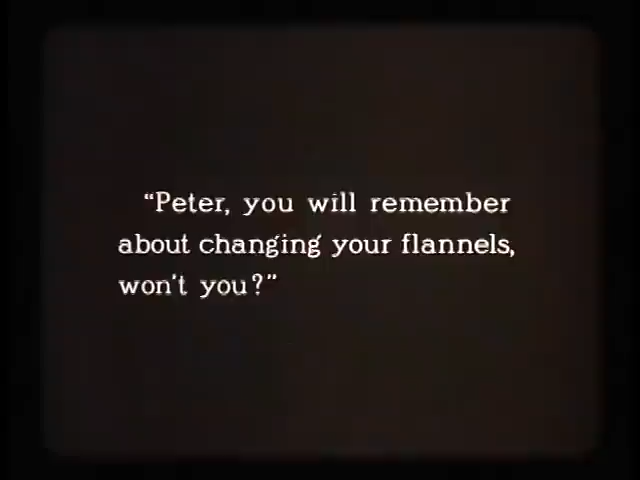 “Peter, you will remember
about changing your flannels,
won't you?”